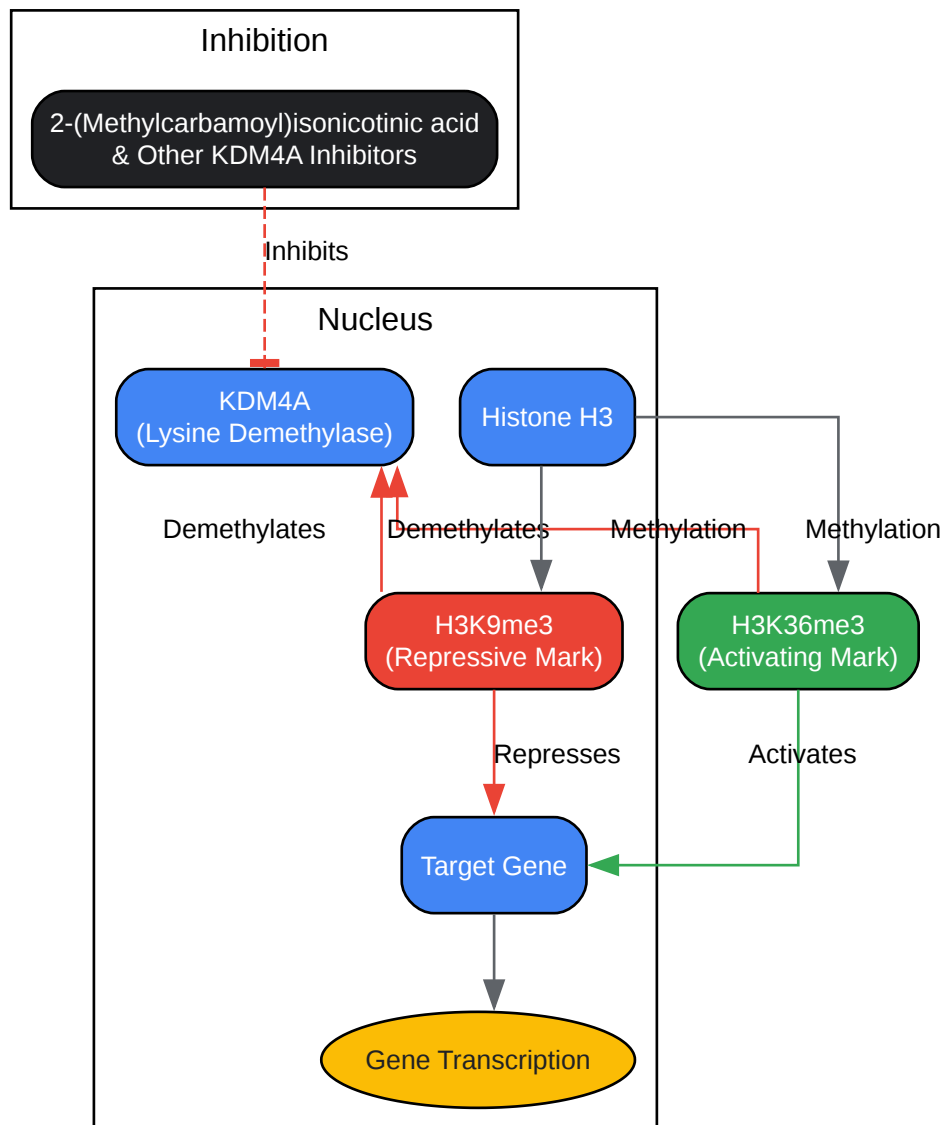 Inhibition
2-(Methylcarbamoyl)isonicotinic acid
& Other KDM4A Inhibitors
Inhibits
Nucleus
KDM4A
(Lysine Demethylase)
Histone H3
Demethylates
Demethylates
Methylation
Methylation
H3K9me3
(Repressive Mark)
H3K36me3
(Activating Mark)
Represses
Activates
Target Gene
Gene Transcription